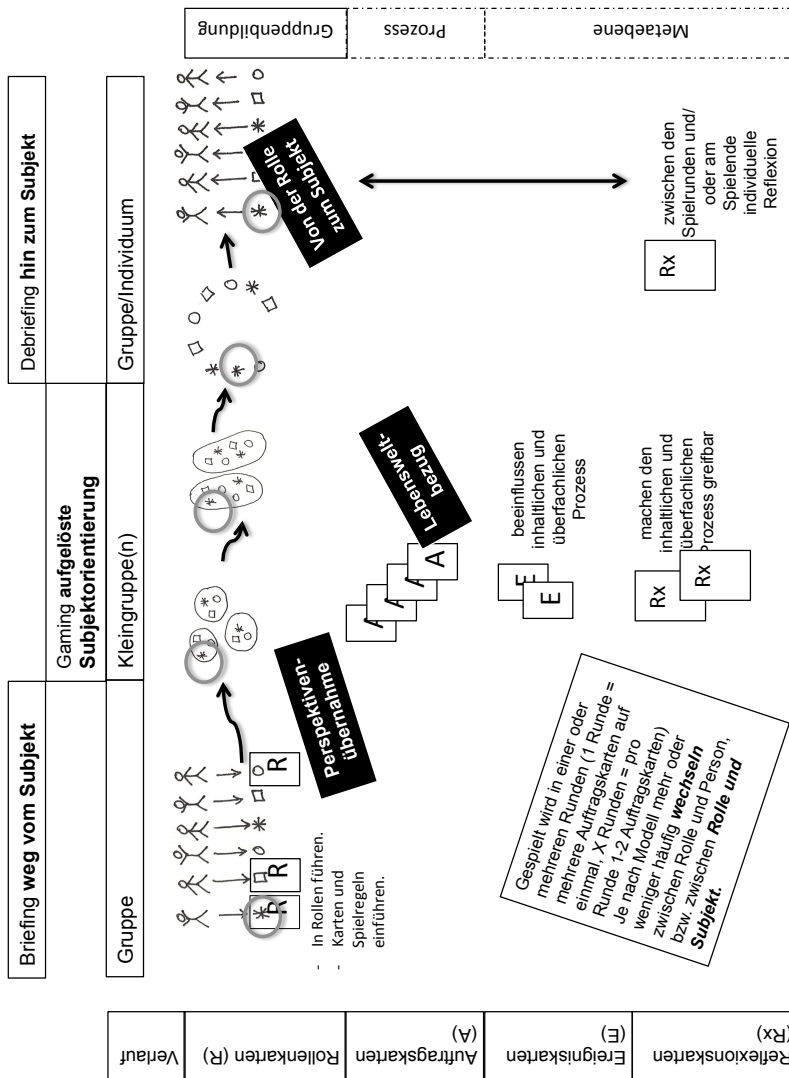 Briefing weg vom Subjekt
Gaming aufgelöste
Subjektorientierung
Debriefing hin zum Subjekt
Verlauf
Gruppe
Kleingruppe(n)
Gruppe/Individuum
Rollenkarten (R)
R
R
R
- In Rollen führen.
- Karten und
Spielregeln
einführen.
Perspektiven-
übernahme
Von der Rolle
zum Subjekt
Gruppenbildung
Auftragskarten
(A)
A
A
A
A
Lebenswelt-
bezug
Prozess
Ereigniskarten
(E)
E
E
beeinflussen
inhaltlichen und
überfachlichen
Prozess
Metaebene
Reflexionskarten
(Rx)
Gespielt wird in einer oder
mehreren Runden (1 Runde =
mehrere Auftragskarten auf
einmal, X Runden = pro
Runde 1-2 Auftragskarten)
Je nach Modell mehr oder
weniger häufig wechseln
zwischen Rolle und Person,
bzw. zwischen Rolle und
Subjekt.
Rx
Rx
machen den
inhaltlichen und
überfachlichen
Prozess greifbar
Rx
zwischen den
Spielrunden und/
oder am
Spielende
individuelle
Reflexion